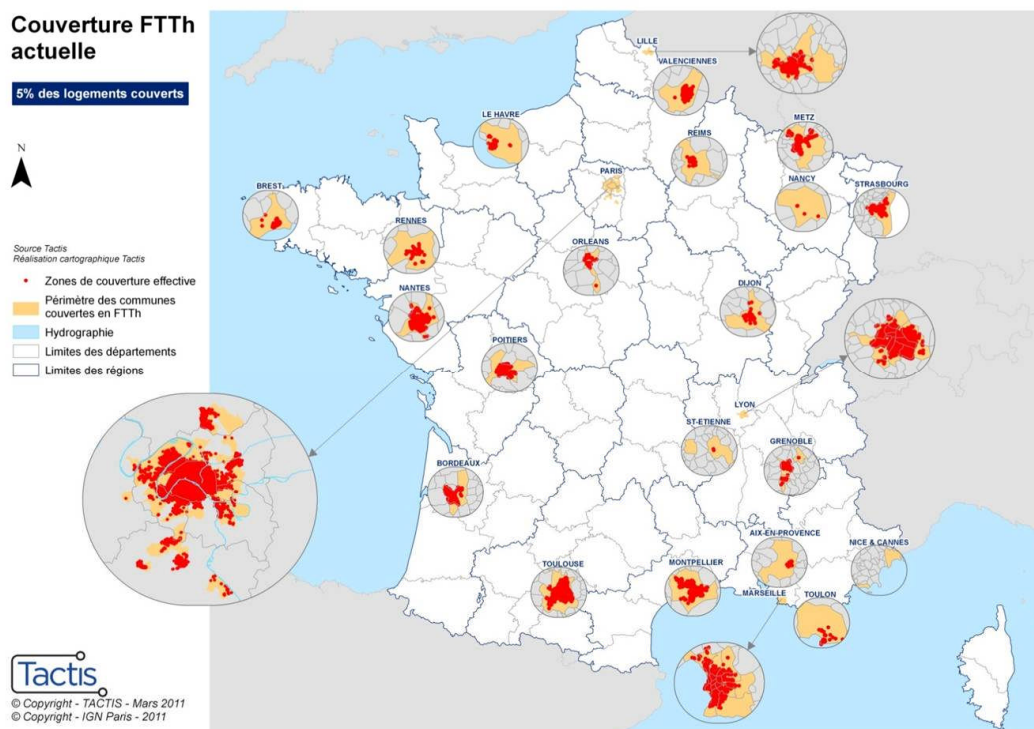 Couverture FTTh
actuelle
5% des logements couverts
N
Source Tactis
Réalisation cartographique Tactis
Zones de couverture effective
Périmètre des communes
couvertes en FTTh
Hydrographie
Limites des départements
Limites des régions
LILLE
VALENCIENNES
LE HAVRE
REIMS
METZ
PARIS
NANCY
STRASBOURG
BREST
RENNES
ORLEANS
NANTES
DIJON
POITIERS
LYON
ST-ETIENNE
GRENOBLE
BORDEAUX
AIX-EN-PROVENCE
NICE & CANNES
TOULOUSE
MONTPELLIER
MARSEILLE
TOULON
Tactis
© Copyright - TACTIS - Mars 2011
© Copyright - IGN Paris - 2011